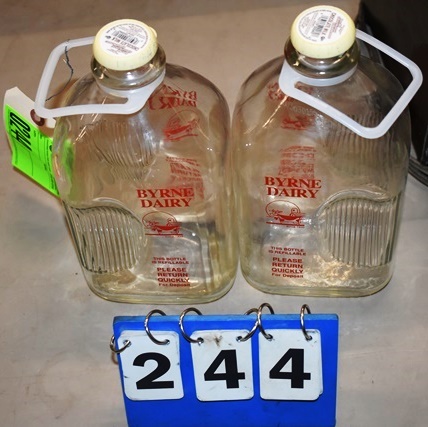 BYRNE
DAIRY
THIS BOTTLE
IS REFILLABLE
PLEASE
RETURN
QUICKLY
For Deposit
BYRNE
DAIRY
THIS BOTTLE
IS REFILLABLE
PLEASE
RETURN
QUICKLY
For Deposit
244